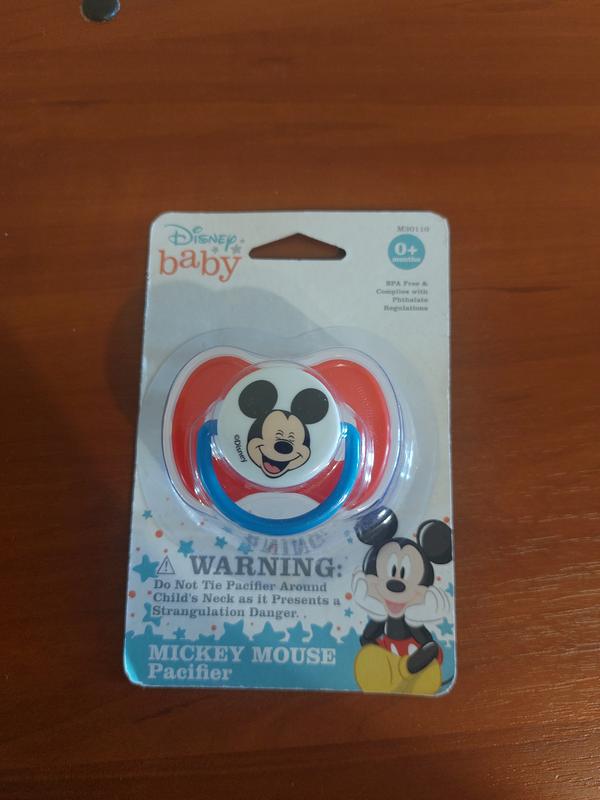 Disney
baby
M30110
0+
months
BPA Free &
Complies with
Phthalate
Regulations
©Disney
WARNING:
Do Not Tie Pacifier Around
Child's Neck as it Presents a
Strangulation Danger.
MICKEY MOUSE
Pacifier